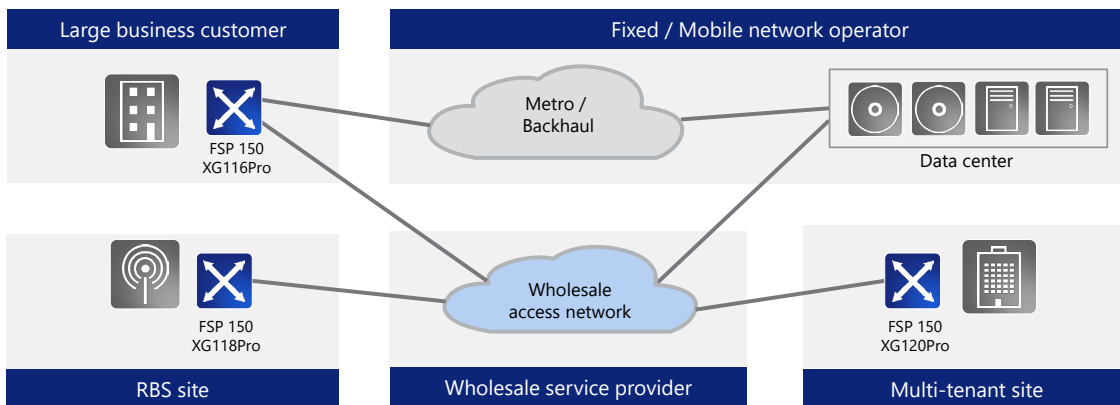 Large business customer
Fixed / Mobile network operator
FSP 150
XG116Pro
Metro /
Backhaul
Data center
FSP 150
XG118Pro
Wholesale
access network
FSP 150
XG120Pro
RBS site
Wholesale service provider
Multi-tenant site